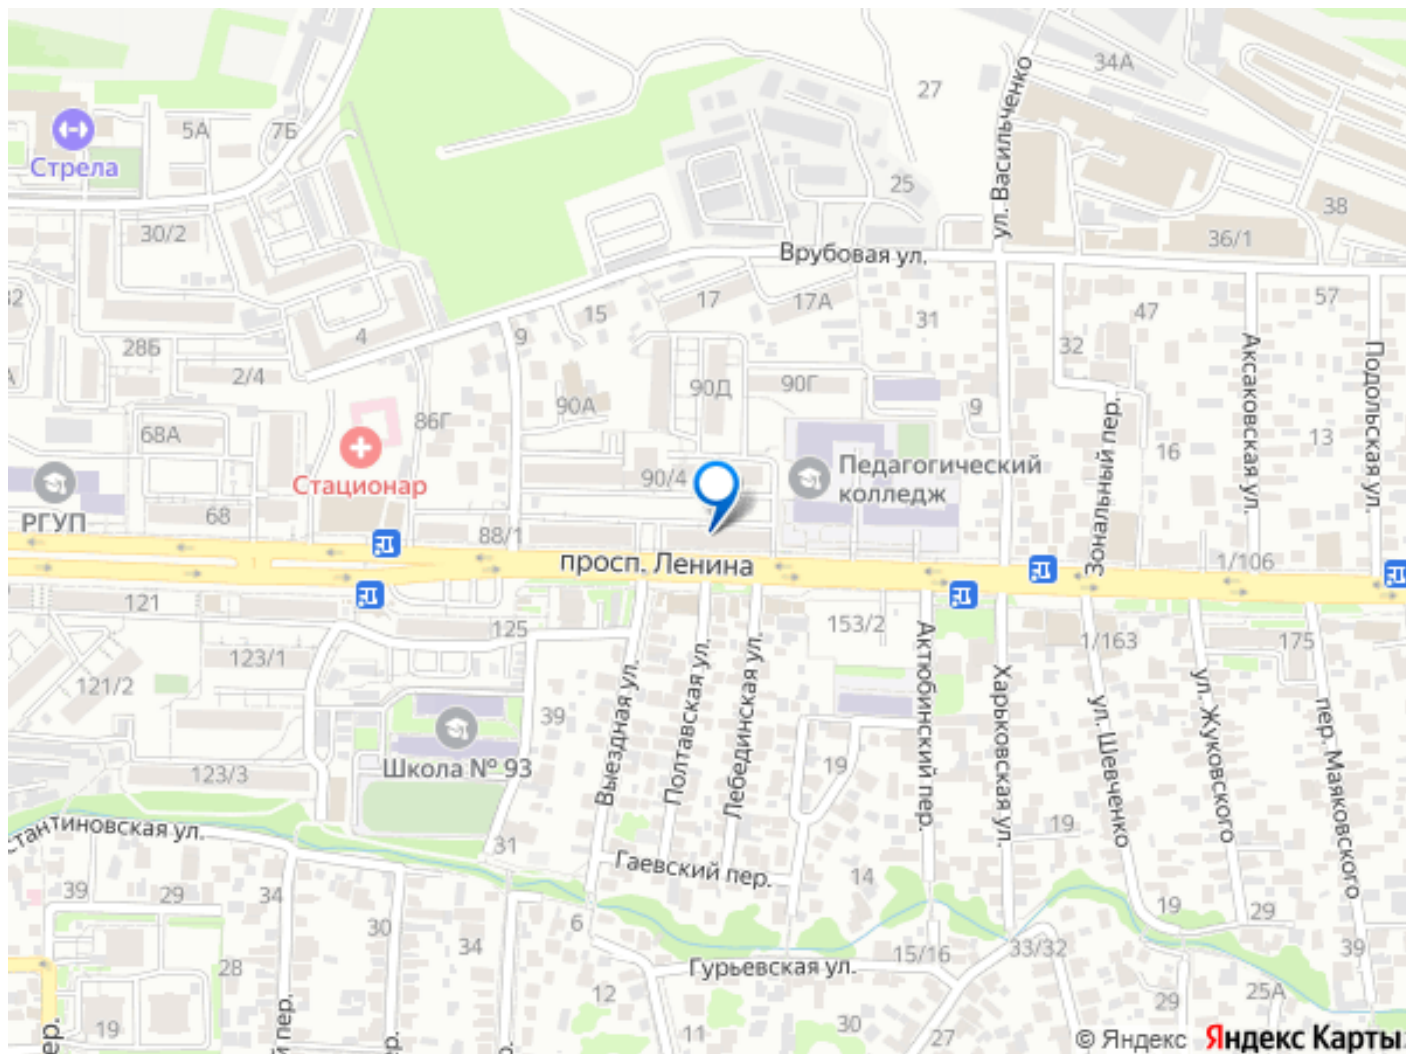 34А
27
ул. Васильченко
5А
7Б
Стрела
25
38
30/2
36/1
Врубовая ул.
32
17
17А
57
15
31
47
4
9
28Б
32
2/4
90Д
90Г
Аксаковская ул.
Подольская ул.
А
90А
9
Зональный пер.
86Г
68А
16
13
90/4
Педагогический
колледж
Стационар
68
РГУП
88/1
просп. Ленина
1/106
121
125
153/2
1/163
175
123/1
121/2
Выездная ул.
Полтавская ул.
Лебединская ул.
Актюбинский пер.
Харьковская ул.
ул. Шевченко
ул. Жуковского
пер. Маяковского
39
Школа № 93
123/3
19
стантиновская ул.
31
19
Гаевский пер.
39
29
34
14
30
6
19
29
34
15/16
33/32
39
28
Гурьевская ул.
12
29
25А
19
й пер.
ер.
р.
11
30
27
© Яндекс Яндекс Карты